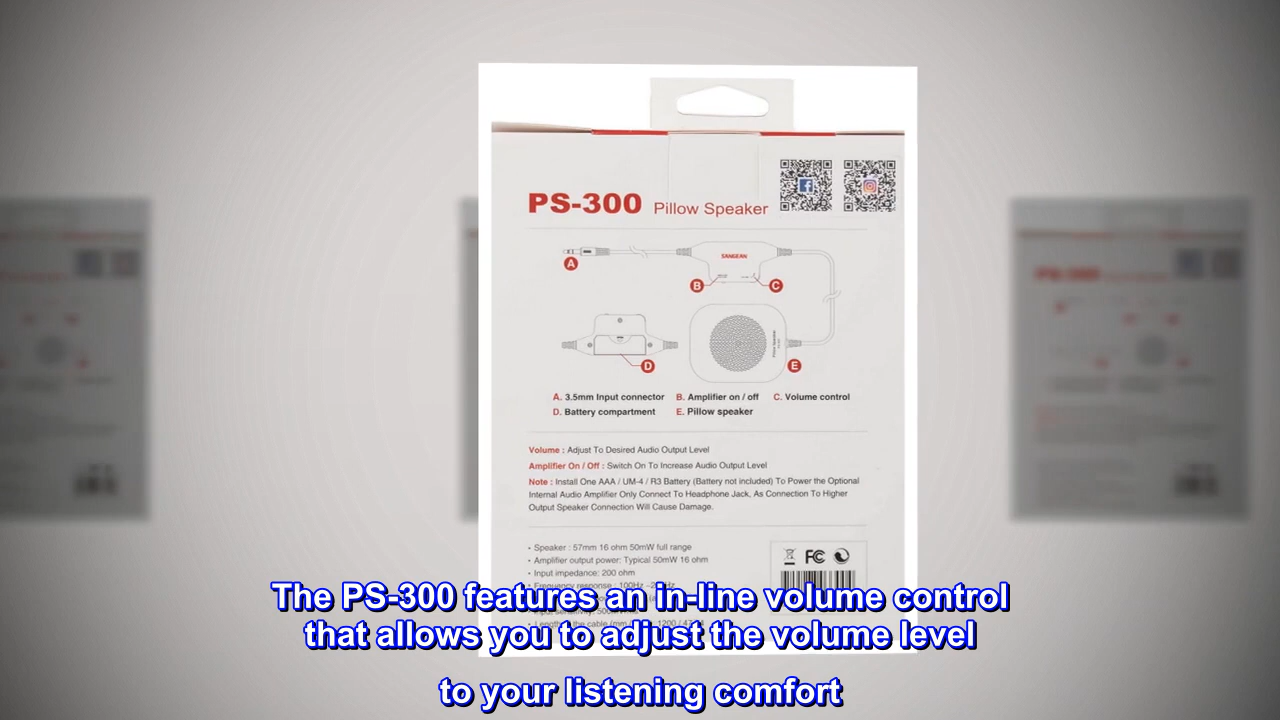 PS-300 Pillow Speaker
SANGEAN
A
B
C
D
E
A. 3.5mm Input connector B. Amplifier on / off C. Volume control
D. Battery compartment E. Pillow speaker
Volume : Adjust To Desired Audio Output Level
Amplifier On / Off : Switch On To Increase Audio Output Level
Note : Install One AAA / UM-4 / R3 Battery (Battery not included) To Power the Optional
Internal Audio Amplifier Only Connect To Headphone Jack, As Connection To Higher
Output Speaker Connection Will Cause Damage.
• Speaker : 57mm 16 ohm 50mW full range
• Amplifier output power: Typical 50mW 16 ohm
• Input impedance: 200 ohm
• Frequency response : 100Hz
FC
The PS-300 features an in-line volume control
that allows you to adjust the volume level
to your listening comfort